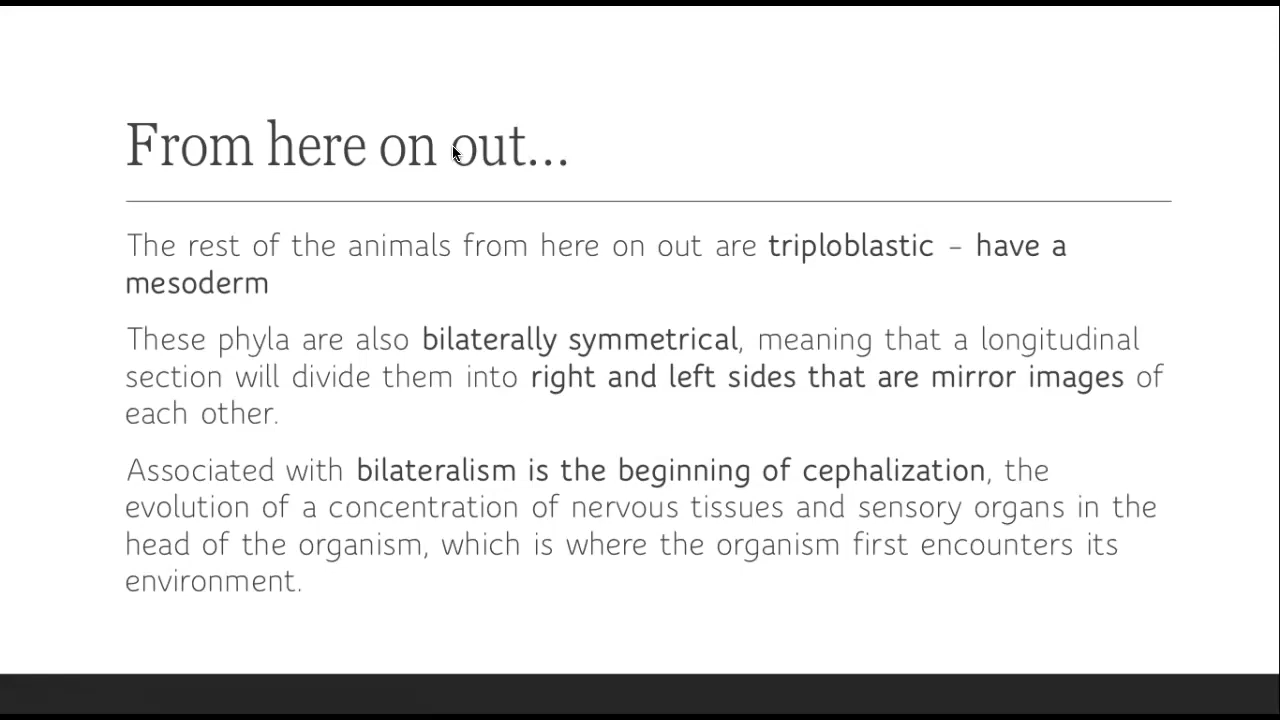 From here on out...
The rest of the animals from here on out are triploblastic – have a
mesoderm
These phyla are also bilaterally symmetrical, meaning that a longitudinal
section will divide them into right and left sides that are mirror images of
each other.
Associated with bilateralism is the beginning of cephalization, the
evolution of a concentration of nervous tissues and sensory organs in the
head of the organism, which is where the organism first encounters its
environment.